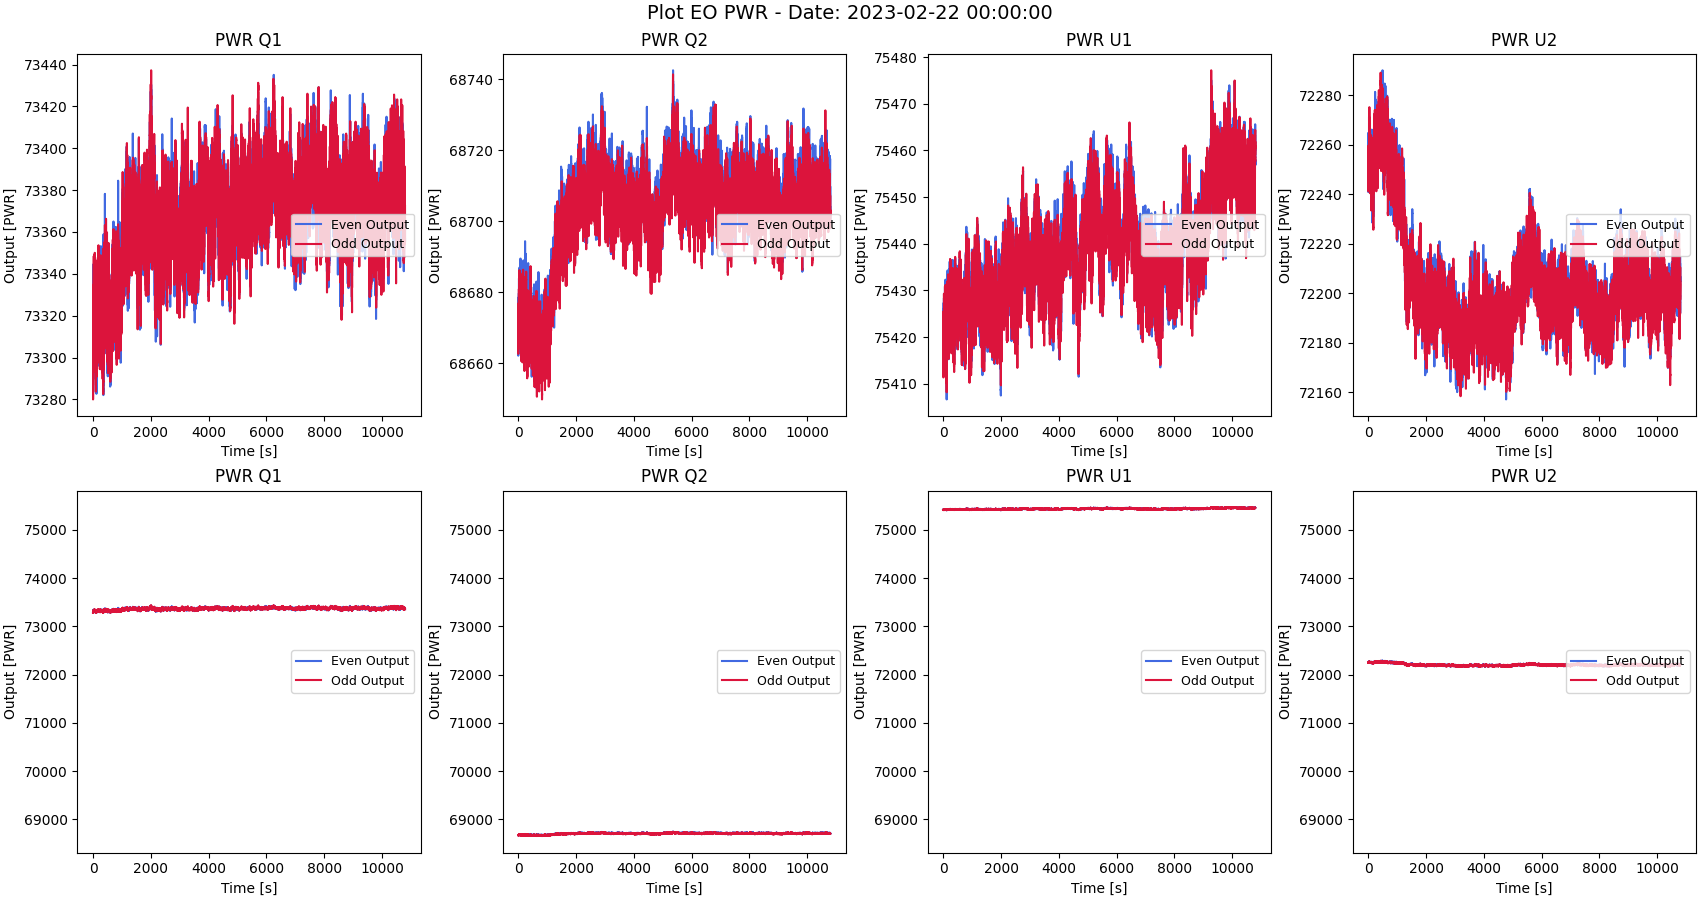 Plot EO PWR - Date: 2023-02-22 00:00:00
PWR Q1
Output [PWR]
73440
73420
73400
73380
73360
73340
73320
73300
73280
0 2000 4000 6000 8000 10000
Time [s]
Even Output
Odd Output
PWR Q2
Output [PWR]
68740
68720
68700
68680
68660
0 2000 4000 6000 8000 10000
Time [s]
Even Output
Odd Output
PWR U1
Output [PWR]
75480
75470
75460
75450
75440
75430
75420
75410
0 2000 4000 6000 8000 10000
Time [s]
Even Output
Odd Output
PWR U2
Output [PWR]
72280
72260
72240
72220
72200
72180
72160
0 2000 4000 6000 8000 10000
Time [s]
Even Output
Odd Output
PWR Q1
Output [PWR]
75000
74000
73000
72000
71000
70000
69000
0 2000 4000 6000 8000 10000
Time [s]
Even Output
Odd Output
PWR Q2
Output [PWR]
75000
74000
73000
72000
71000
70000
69000
0 2000 4000 6000 8000 10000
Time [s]
Even Output
Odd Output
PWR U1
Output [PWR]
75000
74000
73000
72000
71000
70000
69000
0 2000 4000 6000 8000 10000
Time [s]
Even Output
Odd Output
PWR U2
Output [PWR]
75000
74000
73000
72000
71000
70000
69000
0 2000 4000 6000 8000 10000
Time [s]
Even Output
Odd Output